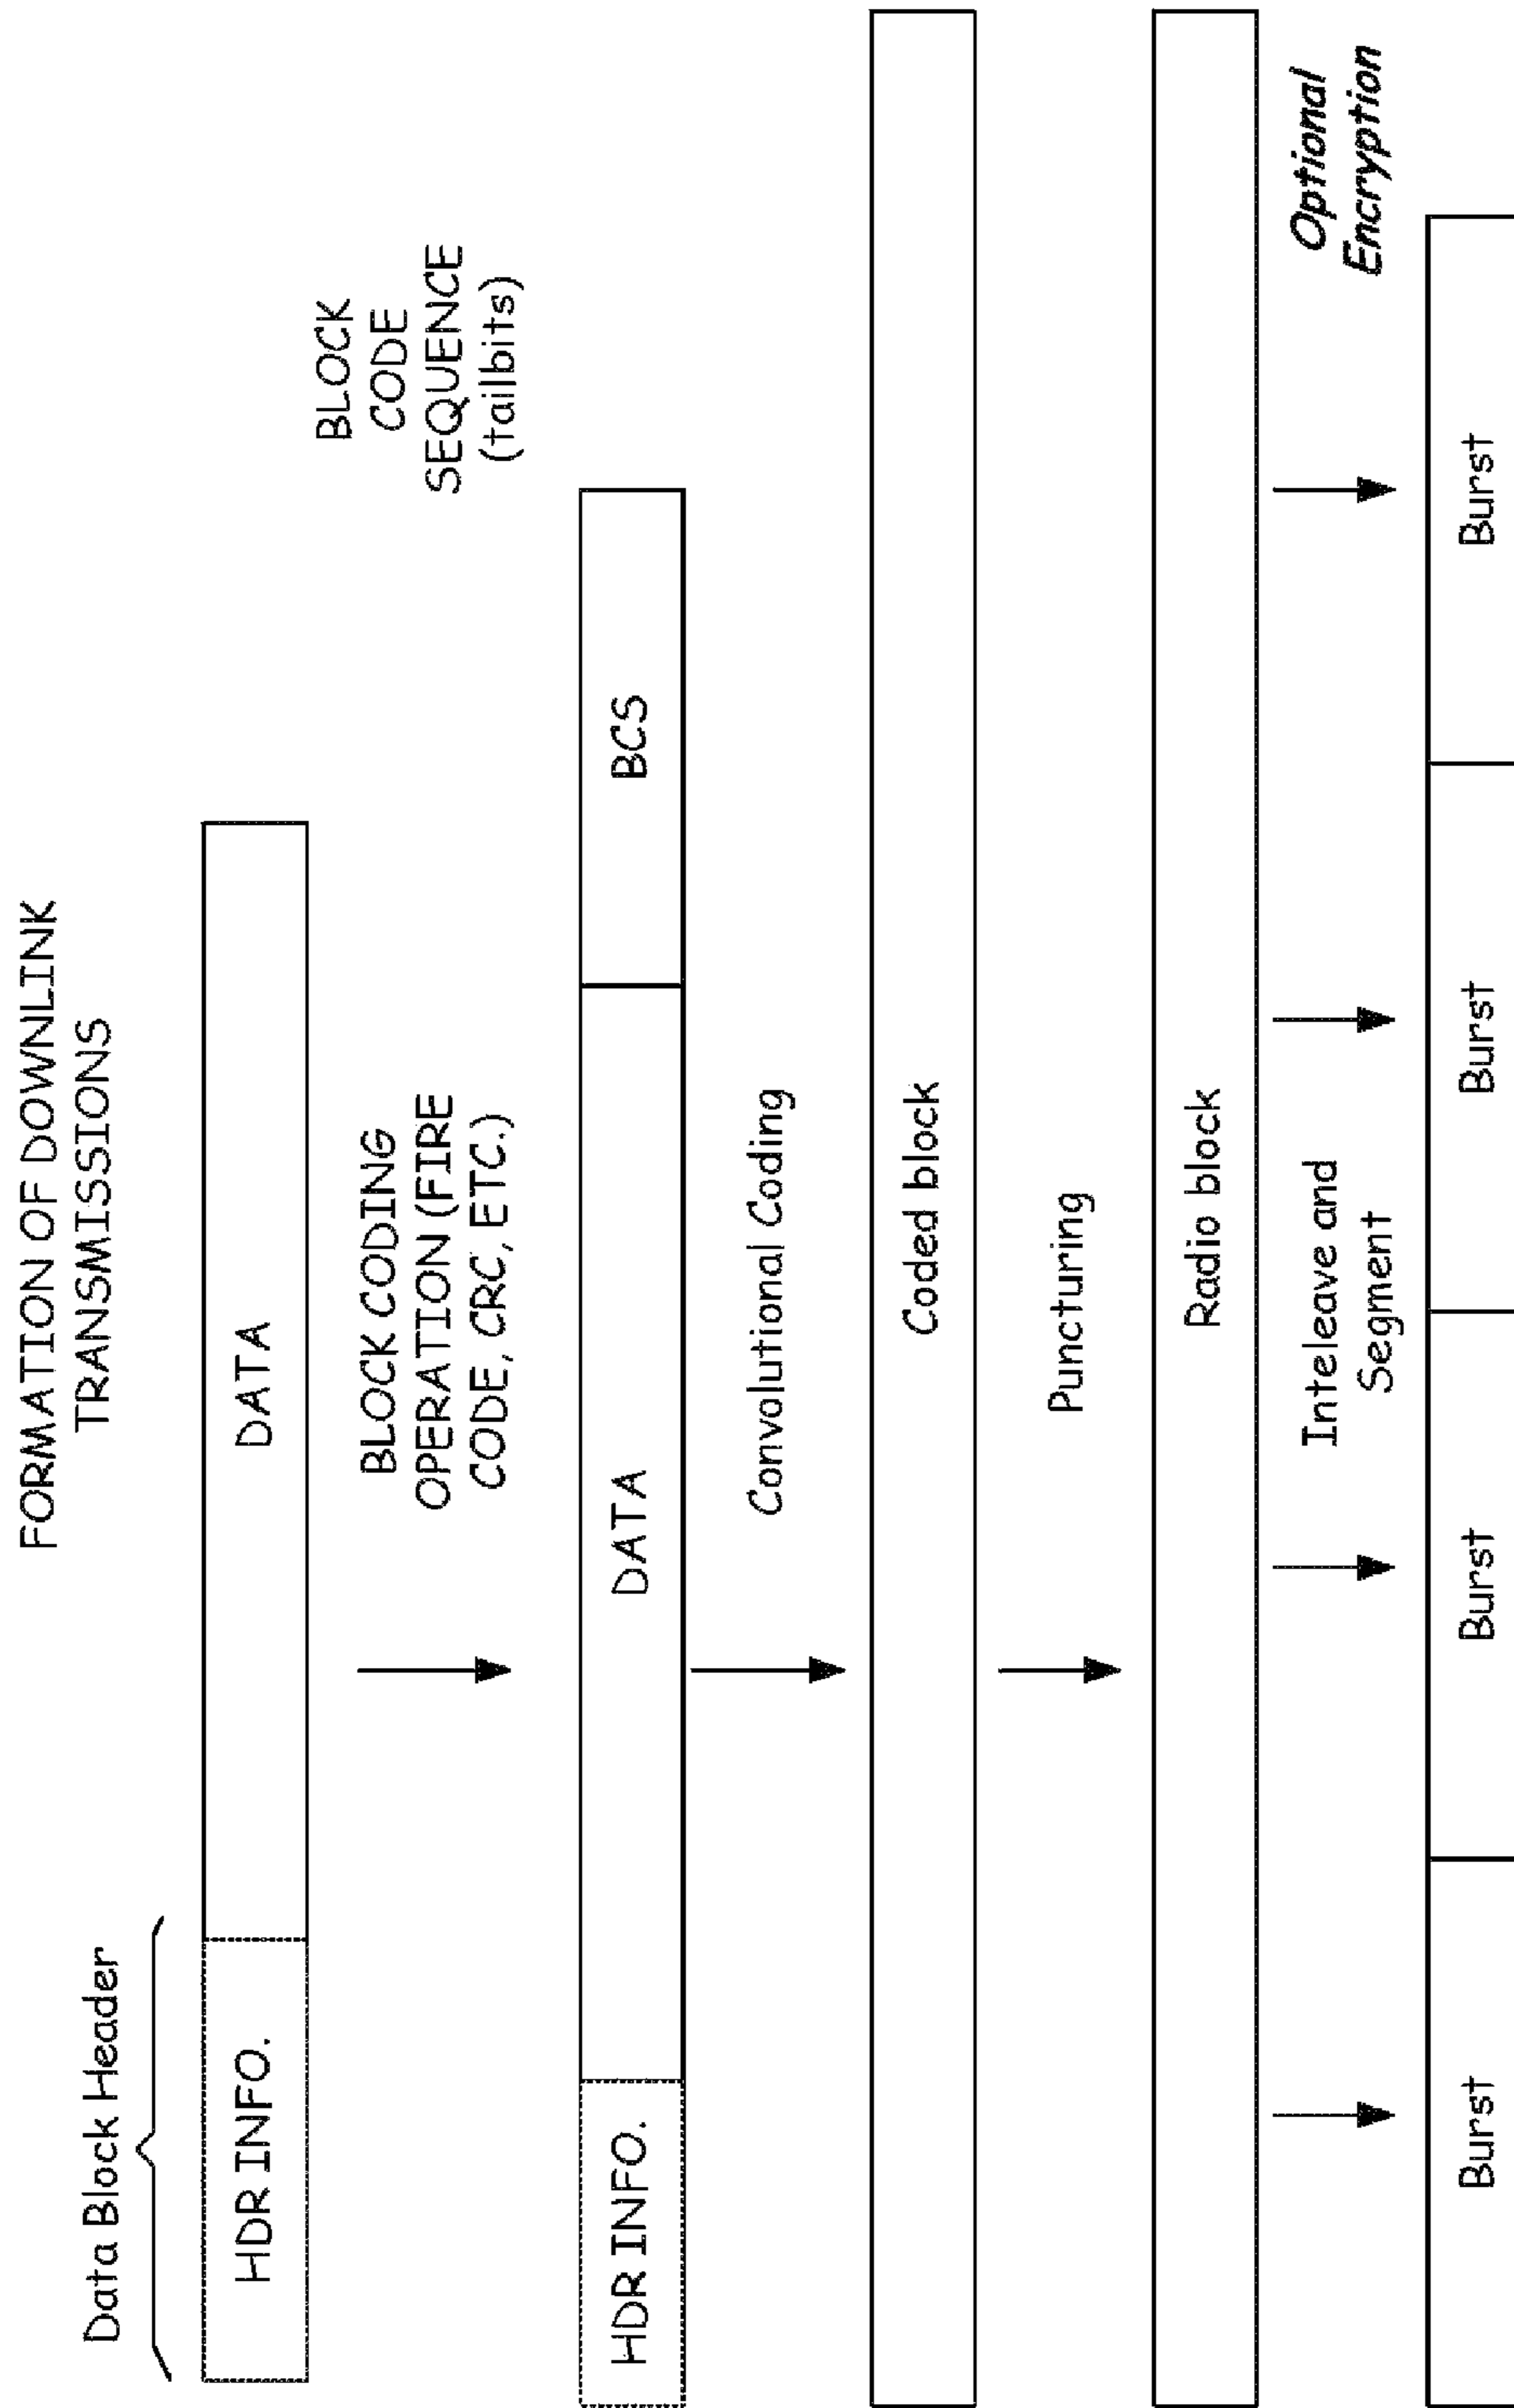 FORMATION OF DOWNLINK
TRANSMISSIONS
Data Block Header
HDR INFO.
DATA
BLOCK CODING
OPERATION (FIRE
CODE, CRC, ETC.)
BLOCK
CODE
SEQUENCE
(tailbits)
HDR INFO.
DATA
BCS
Convolutional Coding
Coded block
Puncturing
Radio block
Inteleave and
Segment
Optional
Encryption
Burst
Burst
Burst
Burst